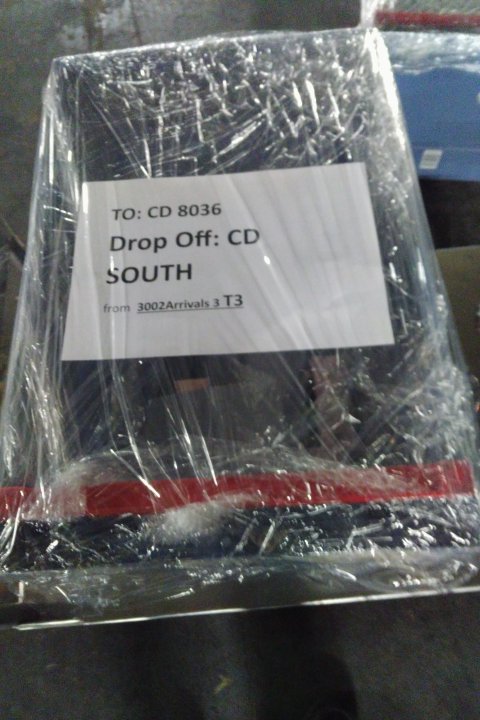 TO: CD 8036
Drop Off: CD
SOUTH
from 3002Arrivals 3 T3